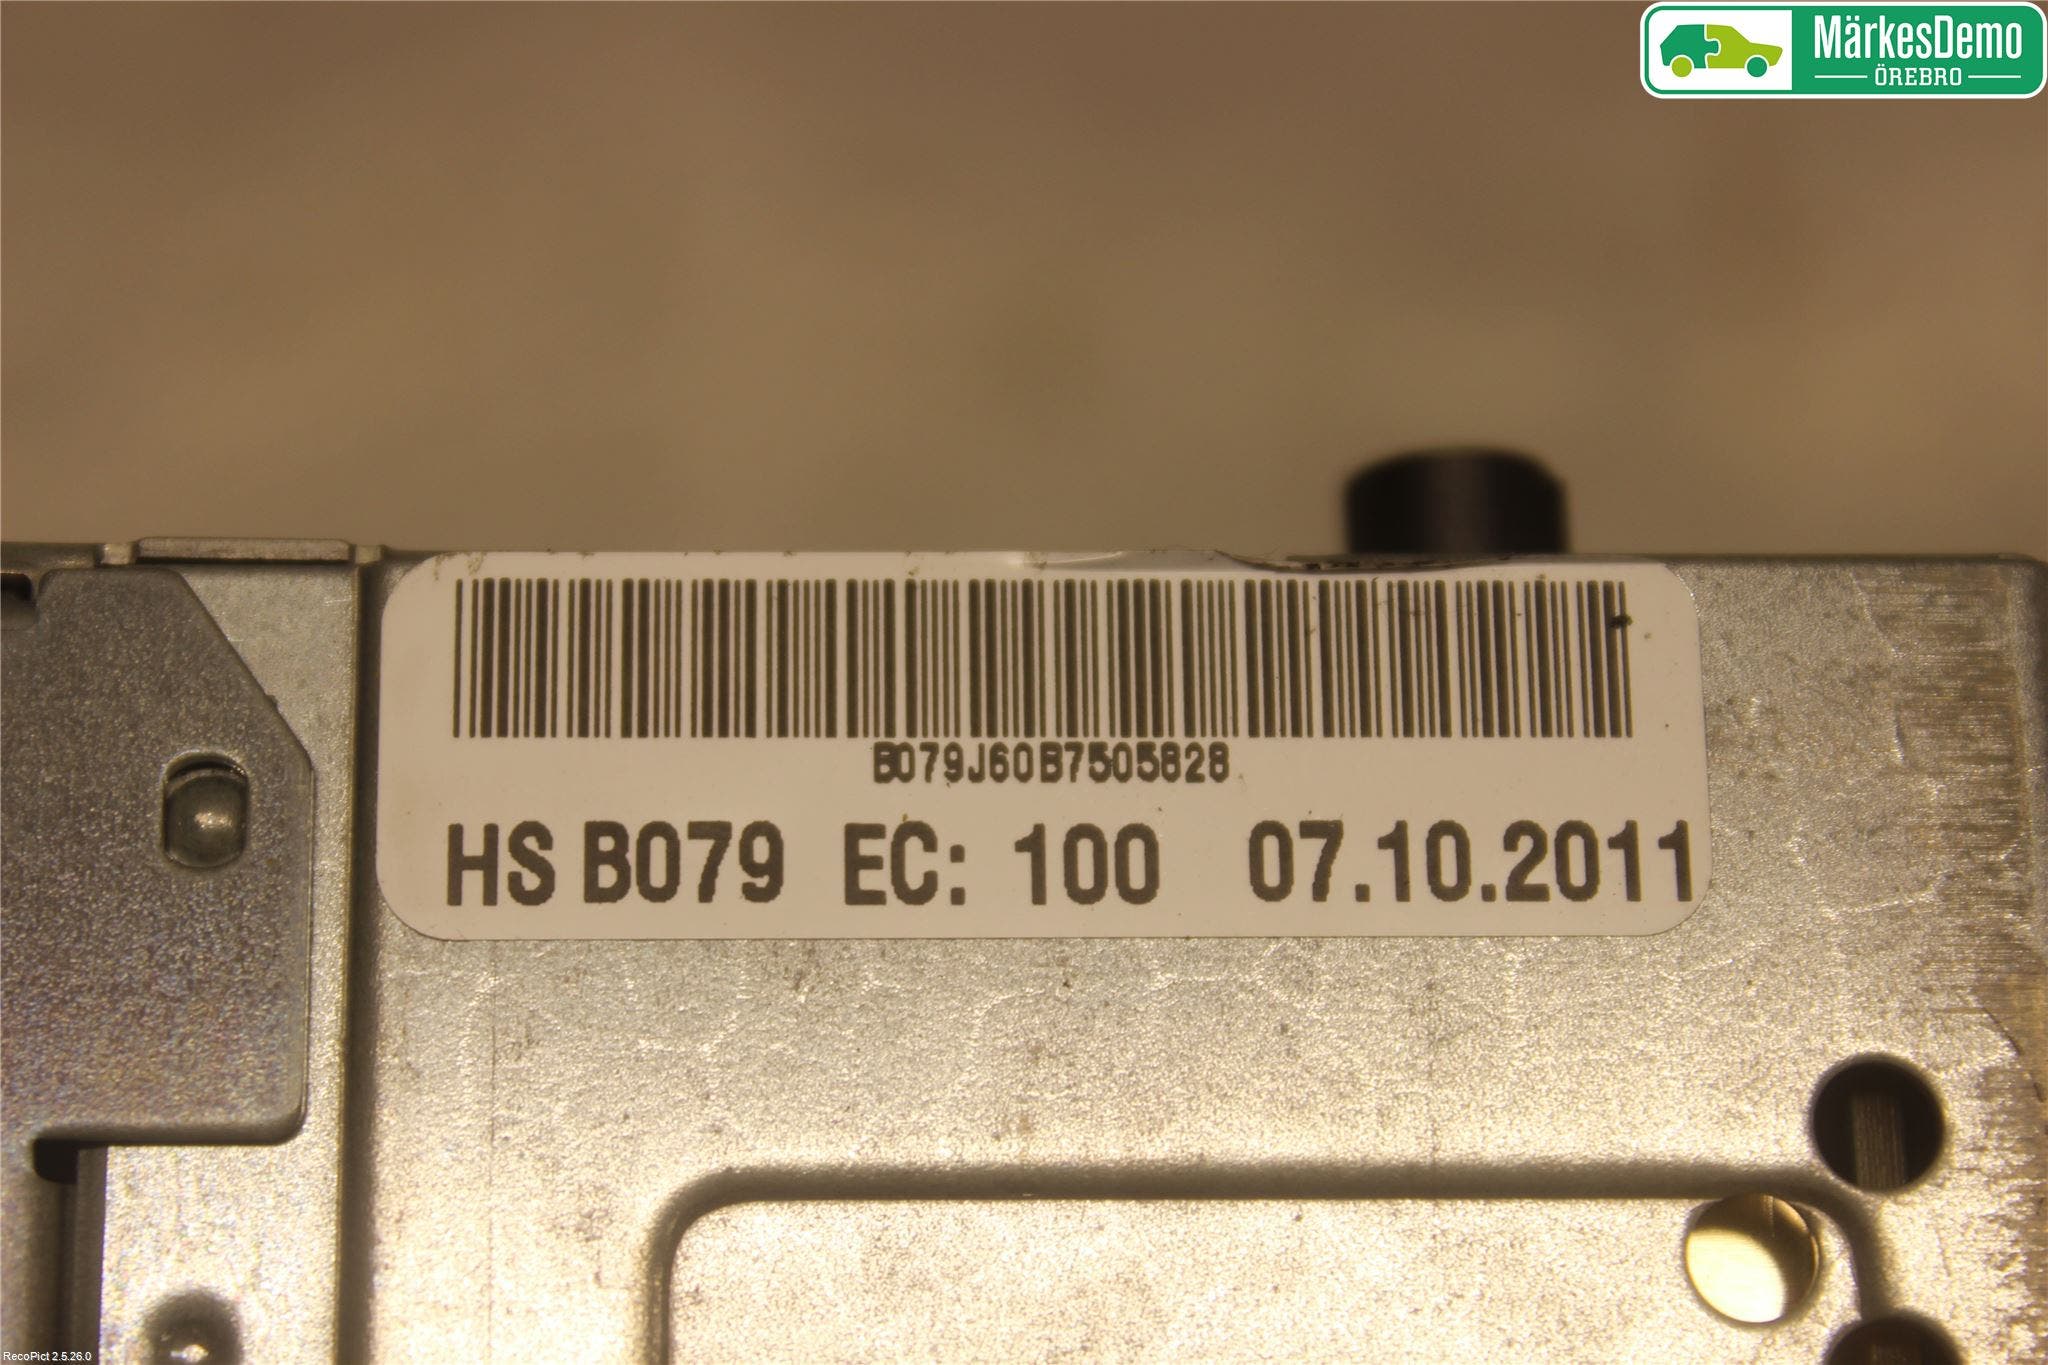 MärkesDemo
ÖREBRO
B079J60B7505828
HS B079 EC: 100 07.10.2011
RecoPict 2.5.26.0